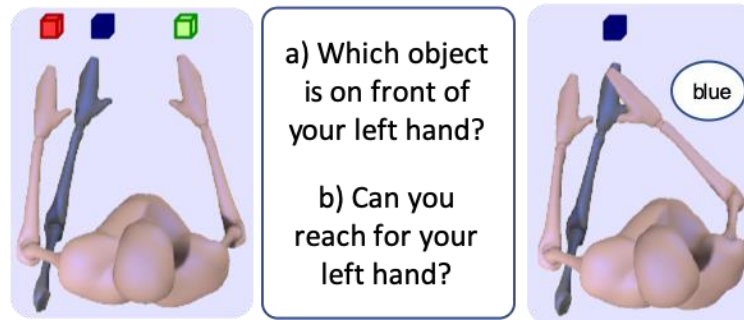 a) Which object
is on front of
your left hand?
b) Can you
reach for your
left hand?
blue